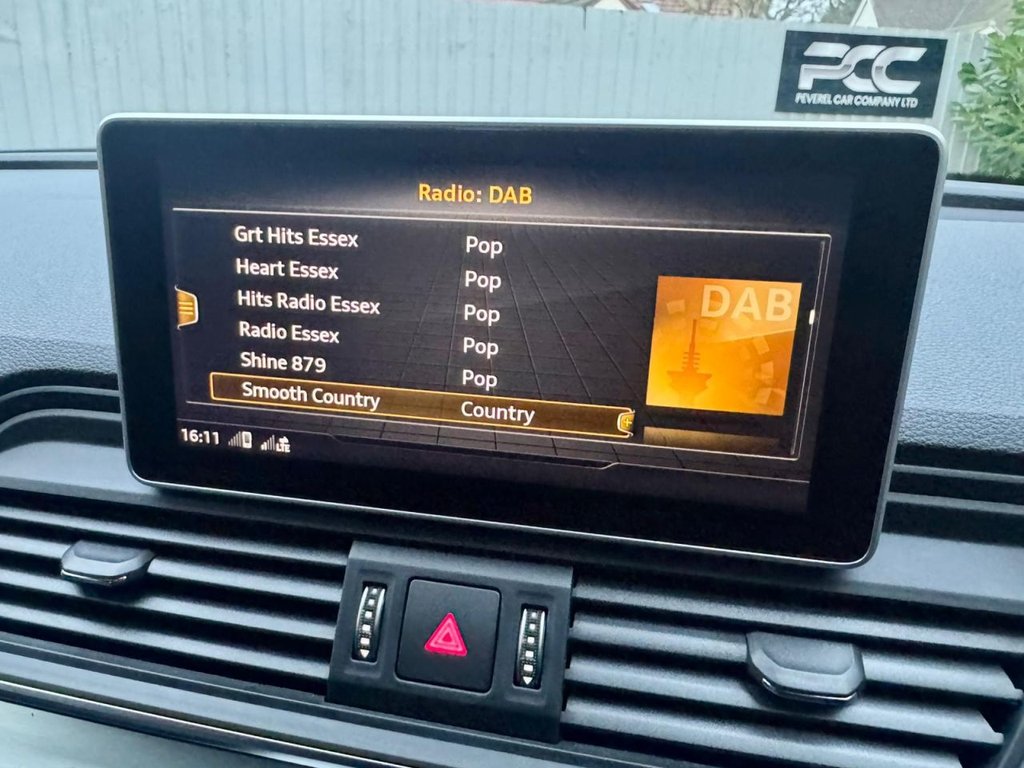 PCC
PEVEREL CAR COMPANY LTD
Radio: DAB
Grt Hits Essex Pop
Heart Essex Pop
Hits Radio Essex Pop
Radio Essex Pop
Shine 879 Pop
Smooth Country Country
DAB
16:11 LTE